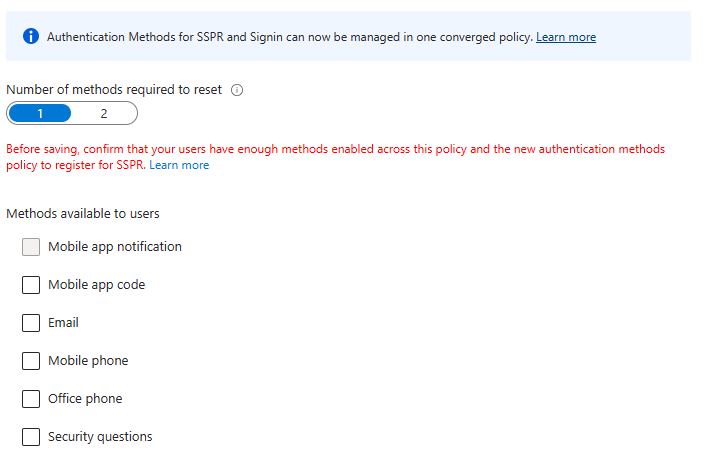 Authentication Methods for SSPR and Signin can now be managed in one converged policy. Learn more
Number of methods required to reset
1 2
Before saving, confirm that your users have enough methods enabled across this policy and the new authentication methods
policy to register for SSPR. Learn more
Methods available to users
Mobile app notification
Mobile app code
Email
Mobile phone
Office phone
Security questions